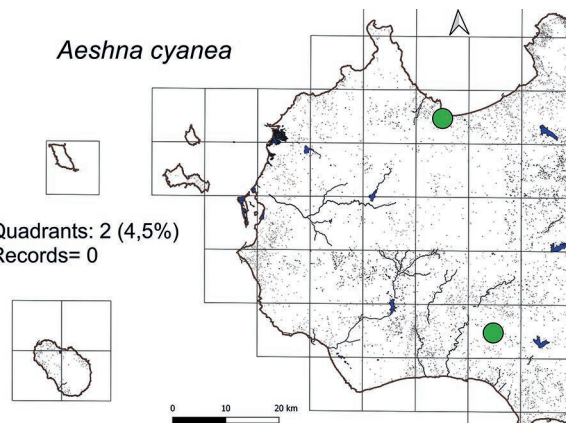 Aeshna cyanea
Quadrants: 2 (4,5%)
Records= 0
0 10 20 km